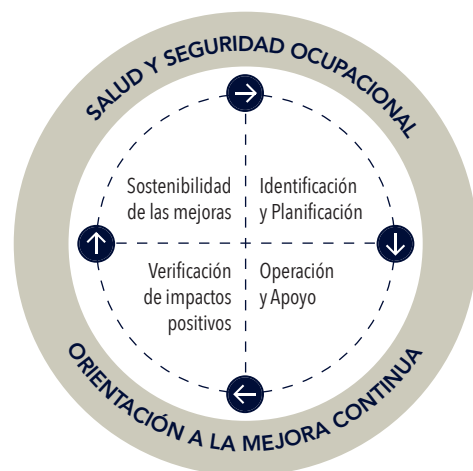 SALUD Y SEGURIDAD OCUPACIONAL
Sostenibilidad
de las mejoras
Identificación
y Planificación
Verificación
de impactos
positivos
Operación
y Apoyo
ORIENTACIÓN A LA MEJORA CONTINUA